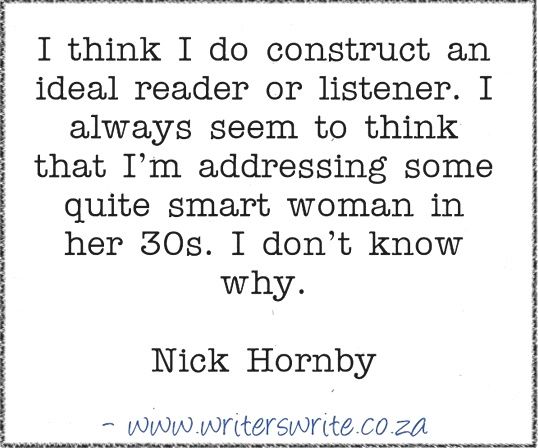 I think I do construct an
ideal reader or listener. I
always seem to think
that I'm addressing some
quite smart woman in
her 30s. I don't know
why.
Nick Hornby
- www.writerswrite.co.za